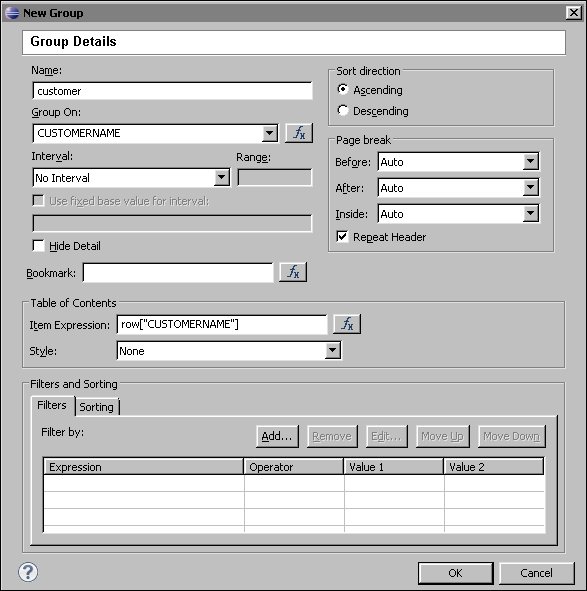 New Group
Group Details
Name:
customer
Group On:
CUSTOMERNAME
fx
Interval:
Range:
No Interval
Use fixed base value for interval:
Hide Detail
Bookmark:
fx
Sort direction
Ascending
Descending
Page break
Before: Auto
After: Auto
Inside: Auto
Repeat Header
Table of Contents
Item Expression: row["CUSTOMERNAME"] fx
Style: None
Filters and Sorting
Filters Sorting
Filter by: Add... Remove Edit... Move Up Move Down
Expression Operator Value 1 Value 2
? OK Cancel